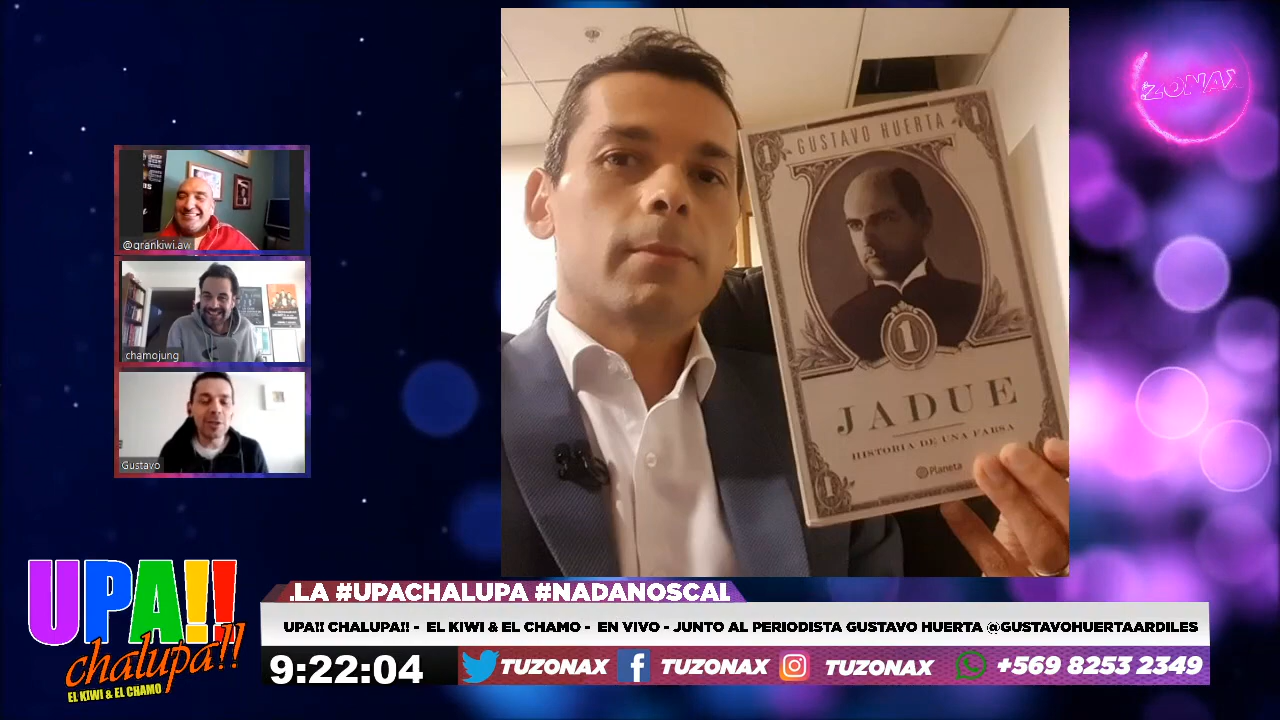 ZONAX
@grankiwi.aw
chamojung
Gustavo
1
1
GUSTAVO HUERTA
1
JADUE
HISTORIA DE UNA FARSA
Planeta
1
UPA!!
chalupa!!
EL KIWI & EL CHAMO
.LA #UPACHALUPA #NADANOSCAL
UPA!! CHALUPA!! - EL KIWI & EL CHAMO - EN VIVO - JUNTO AL PERIODISTA GUSTAVO HUERTA @GUSTAVOHUERTAARDILES
9:22:04 TUZONAX TUZONAX TUZONAX +569 8253 2349